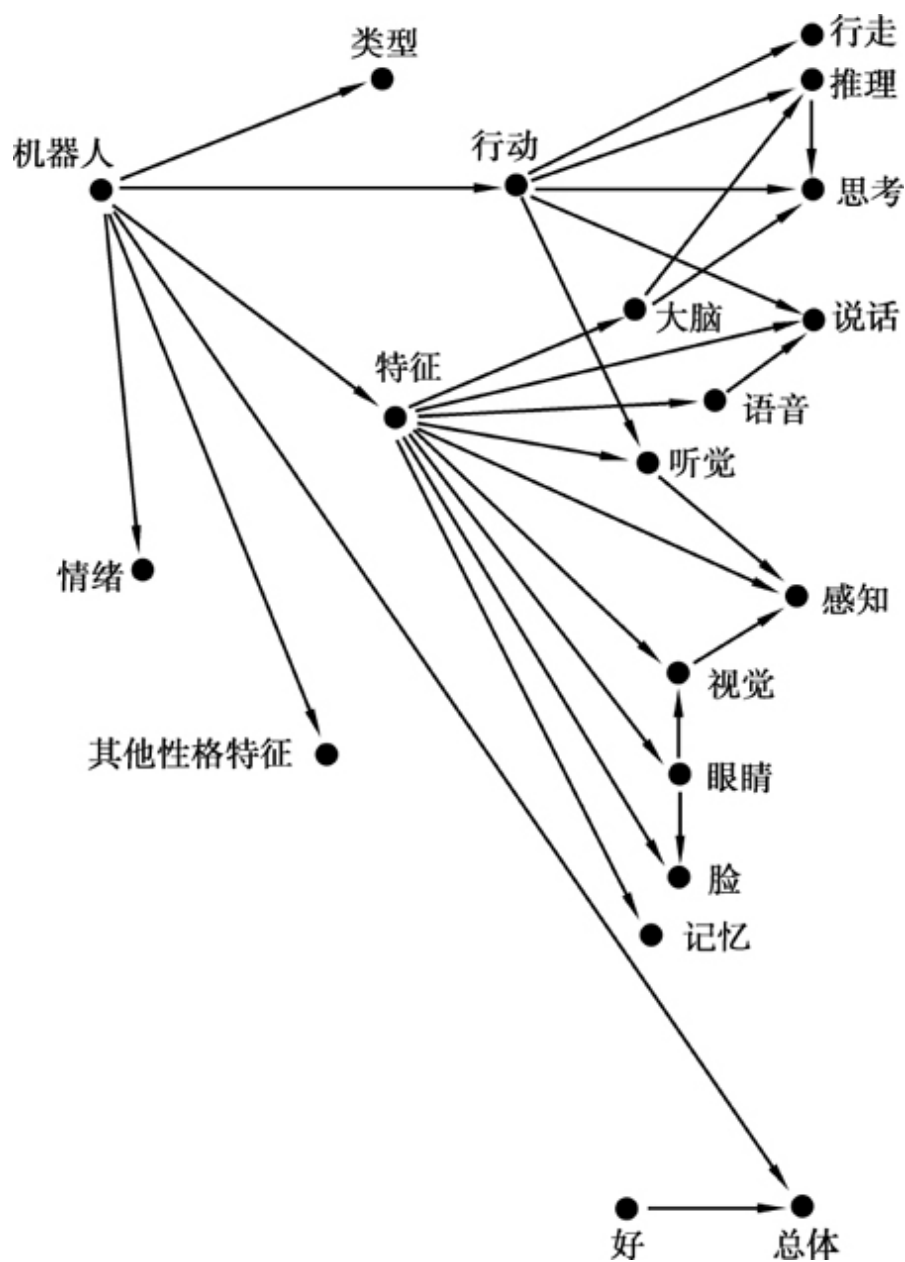 行走
类型
推理
行动
机器人
思考
大脑
说话
特征
语音
听觉
情绪
感知
视觉
其他性格特征
眼睛
脸
记忆
好
总体